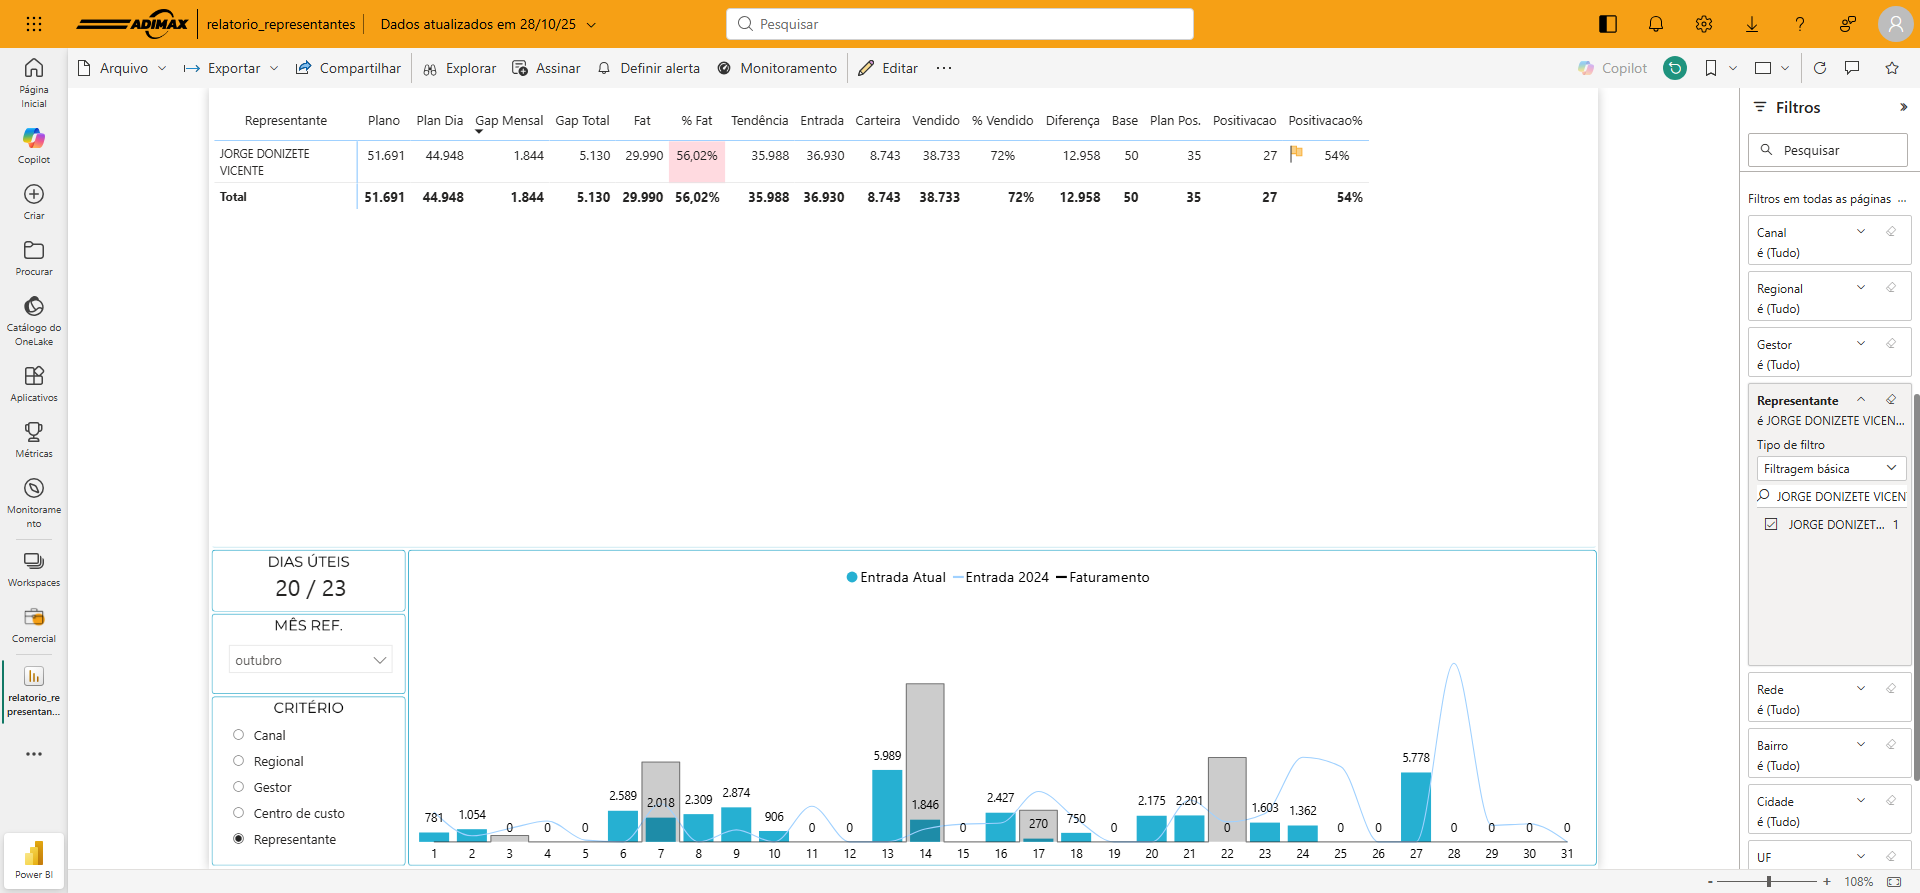 ADIMAX
relatorio_representantes
Dados atualizados em 28/10/25
Pesquisar
Arquivo
Exportar
Compartilhar
Explorar
Assinar
Definir alerta
Monitoramento
Editar
Copilot
Página
Inicial
Copilot
Criar
Procurar
Catálogo do
OneLake
Aplicativos
Métricas
Monitorame
nto
Workspaces
Comercial
relatorio_re
presentan...
Power BI
Representante Plano Plan Dia Gap Mensal Gap Total Fat % Fat Tendência Entrada Carteira Vendido % Vendido Diferença Base Plan Pos. Positivacao Positivacao%
JORGE DONIZETE
VICENTE
51.691 44.948 1.844 5.130 29.990 56,02% 35.988 36.930 8.743 38.733 72% 12.958 50 35 27 54%
Total 51.691 44.948 1.844 5.130 29.990 56,02% 35.988 36.930 8.743 38.733 72% 12.958 50 35 27 54%
DIAS ÚTEIS
20 / 23
MÊS REF.
outubro
CRITÉRIO
Canal
Regional
Gestor
Centro de custo
Representante
Entrada Atual Entrada 2024 Faturamento
781 1.054 0 0 0 2.589 2.018 2.309 2.874 906 0 0 5.989 1.846 0 2.427 270 750 0 2.175 2.201 0 1.603 1.362 0 0 5.778 0 0 0 0
1 2 3 4 5 6 7 8 9 10 11 12 13 14 15 16 17 18 19 20 21 22 23 24 25 26 27 28 29 30 31
Filtros
Pesquisar
Filtros em todas as páginas ...
Canal
é (Tudo)
Regional
é (Tudo)
Gestor
é (Tudo)
Representante
é JORGE DONIZETE VICEN...
Tipo de filtro
Filtragem básica
JORGE DONIZETE VICEN
JORGE DONIZET... 1
Rede
é (Tudo)
Bairro
é (Tudo)
Cidade
é (Tudo)
UF
- + 108%